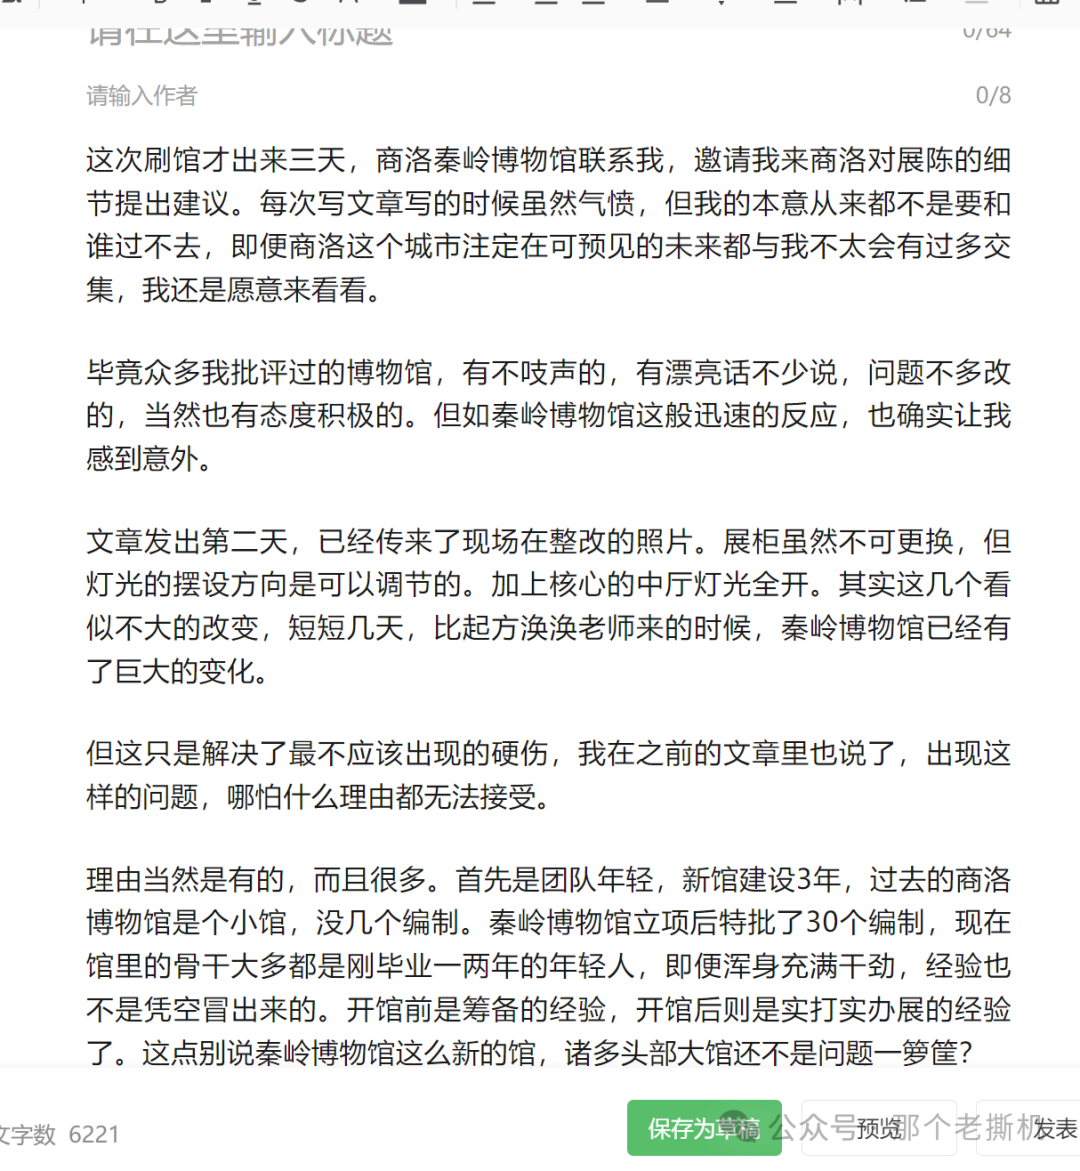 请在这里输入标题
0/64
请输入作者
0/8
这次刷馆才出来三天，商洛秦岭博物馆联系我，邀请我来商洛对展陈的细
节提出建议。每次写文章写的时候虽然气愤，但我的本意从来都不是要和
谁过不去，即便商洛这个城市注定在可预见的未来都与我不太会有过多交
集，我还是愿意来看看。
毕竟众多我批评过的博物馆，有不吱声的，有漂亮话不少说，问题不多改
的，当然也有态度积极的。但如秦岭博物馆这般迅速的反应，也确实让我
感到意外。
文章发出第二天，已经传来了现场在整改的照片。展柜虽然不可更换，但
灯光的摆设方向是可以调节的。加上核心的中厅灯光全开。其实这几个看
似不大的改变，短短几天，比起方涣涣老师来的时候，秦岭博物馆已经有
了巨大的变化。
但这只是解决了最不应该出现的硬伤，我在之前的文章里也说了，出现这
样的问题，哪怕什么理由都无法接受。
理由当然是有的，而且很多。首先是团队年轻，新馆建设3年，过去的商洛
博物馆是个小馆，没几个编制。秦岭博物馆立项后特批了30个编制，现在
馆里的骨干大多都是刚毕业一两年的年轻人，即便浑身充满干劲，经验也
不是凭空冒出来的。开馆前是筹备的经验，开馆后则是实打实办展的经验
了。这点别说秦岭博物馆这么新的馆，诸多头部大馆还不是问题一箩筐？
文字数 6221
保存为草稿
预览
发表
公众号 那个老撕机